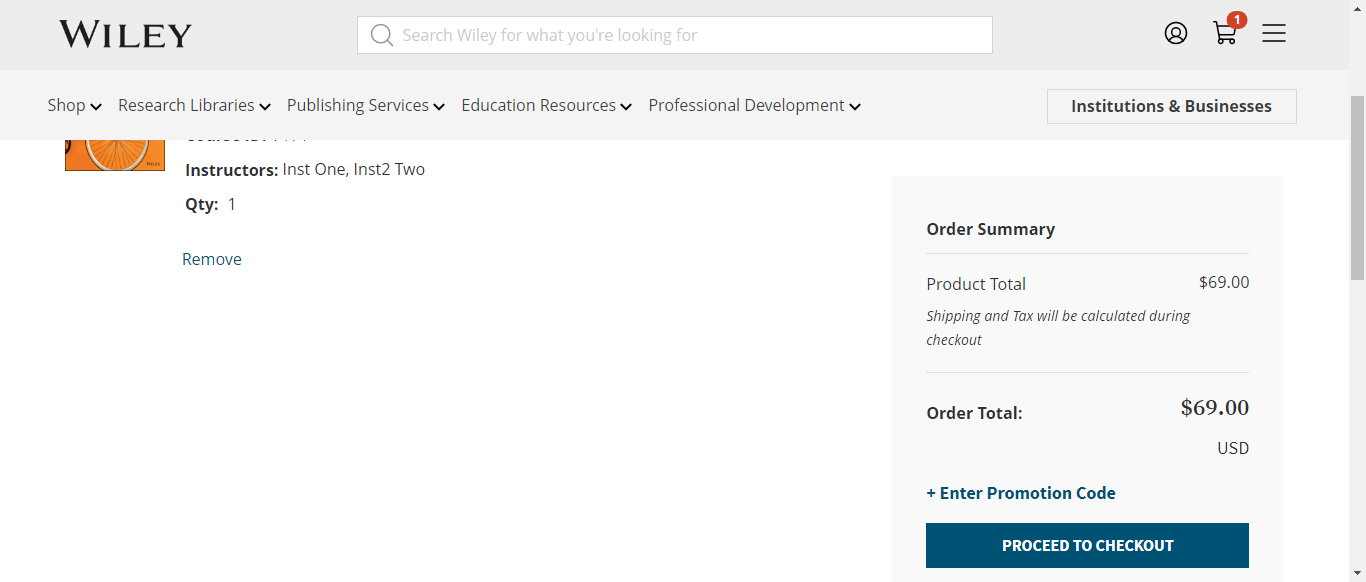 WILEY
Search Wiley for what you're looking for
1
Shop
Research Libraries
Publishing Services
Education Resources
Professional Development
Institutions & Businesses
WILEY
Instructors: Inst One, Inst2 Two
Qty: 1
Remove
Order Summary
Product Total $69.00
Shipping and Tax will be calculated during
checkout
Order Total: $69.00
USD
+ Enter Promotion Code
PROCEED TO CHECKOUT